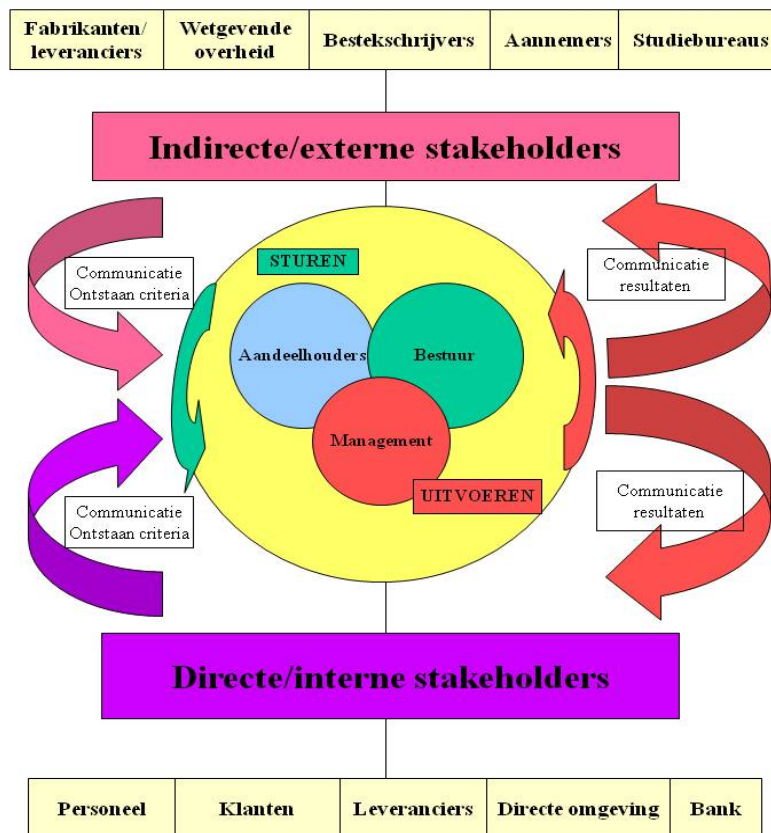 Fabrikanten/
leveranciers
Wetgevende
overheid
Bestekschrijvers
Aannemers
Studiebureaus
Indirecte/externe stakeholders
STUREN
Communicatie
Ontstaan criteria
Communicatie
resultaten
Aandeelhouders
Bestuur
Management
UITVOEREN
Communicatie
Ontstaan criteria
Communicatie
resultaten
Directe/interne stakeholders
Personeel
Klanten
Leveranciers
Directe omgeving
Bank